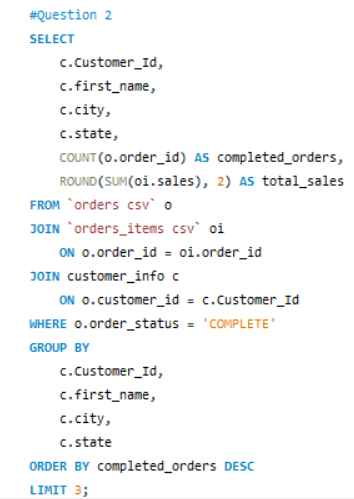 #Question 2
SELECT
c.Customer_Id,
c.first_name,
c.city,
c.state,
COUNT(o.order_id) AS completed_orders,
ROUND(SUM(oi.sales), 2) AS total_sales
FROM `orders csv` o
JOIN `orders_items csv` oi
ON o.order_id = oi.order_id
JOIN customer_info c
ON o.customer_id = c.Customer_Id
WHERE o.order_status = 'COMPLETE'
GROUP BY
c.Customer_Id,
c.first_name,
c.city,
c.state
ORDER BY completed_orders DESC
LIMIT 3;